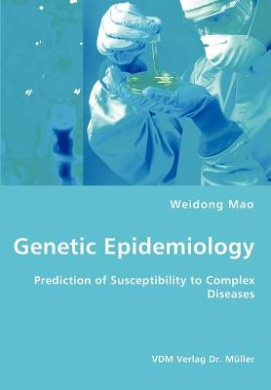 Weidong Mao
Genetic Epidemiology
Prediction of Susceptibility to Complex
Diseases
VDM Verlag Dr. Müller